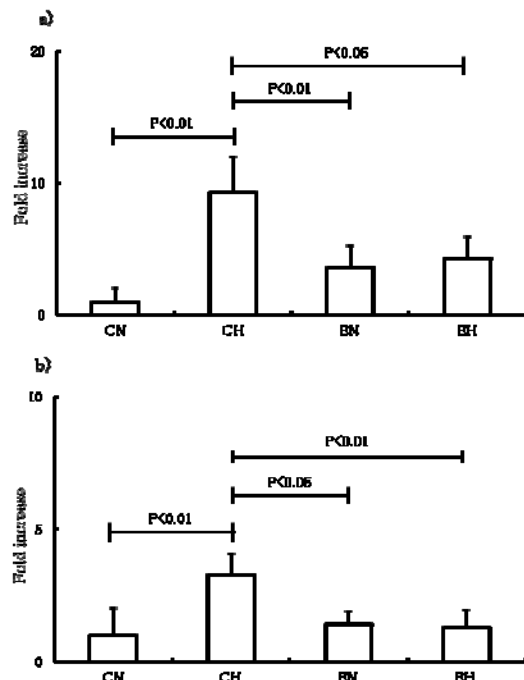 a)
20
P<0.05
P<0.01
P<0.01
10
Fold increase
0
CN CH BN BH
b)
10
P<0.01
P<0.05
P<0.01
5
Fold increase
0
CN CH BN BH